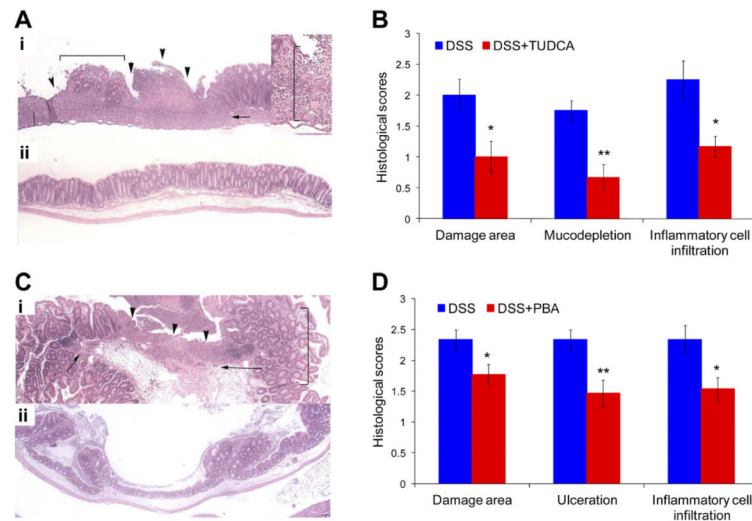 A
i
ii
B
DSS
DSS+TUDCA
Histological scores
3
2.5
2
1.5
1
0.5
0
*
**
*
Damage area
Mucodepletion
Inflammatory cell
infiltration
C
i
ii
D
DSS
DSS+PBA
Histological scores
2.5
2
1.5
1
0.5
0
*
**
*
Damage area
Ulceration
Inflammatory cell
infiltration